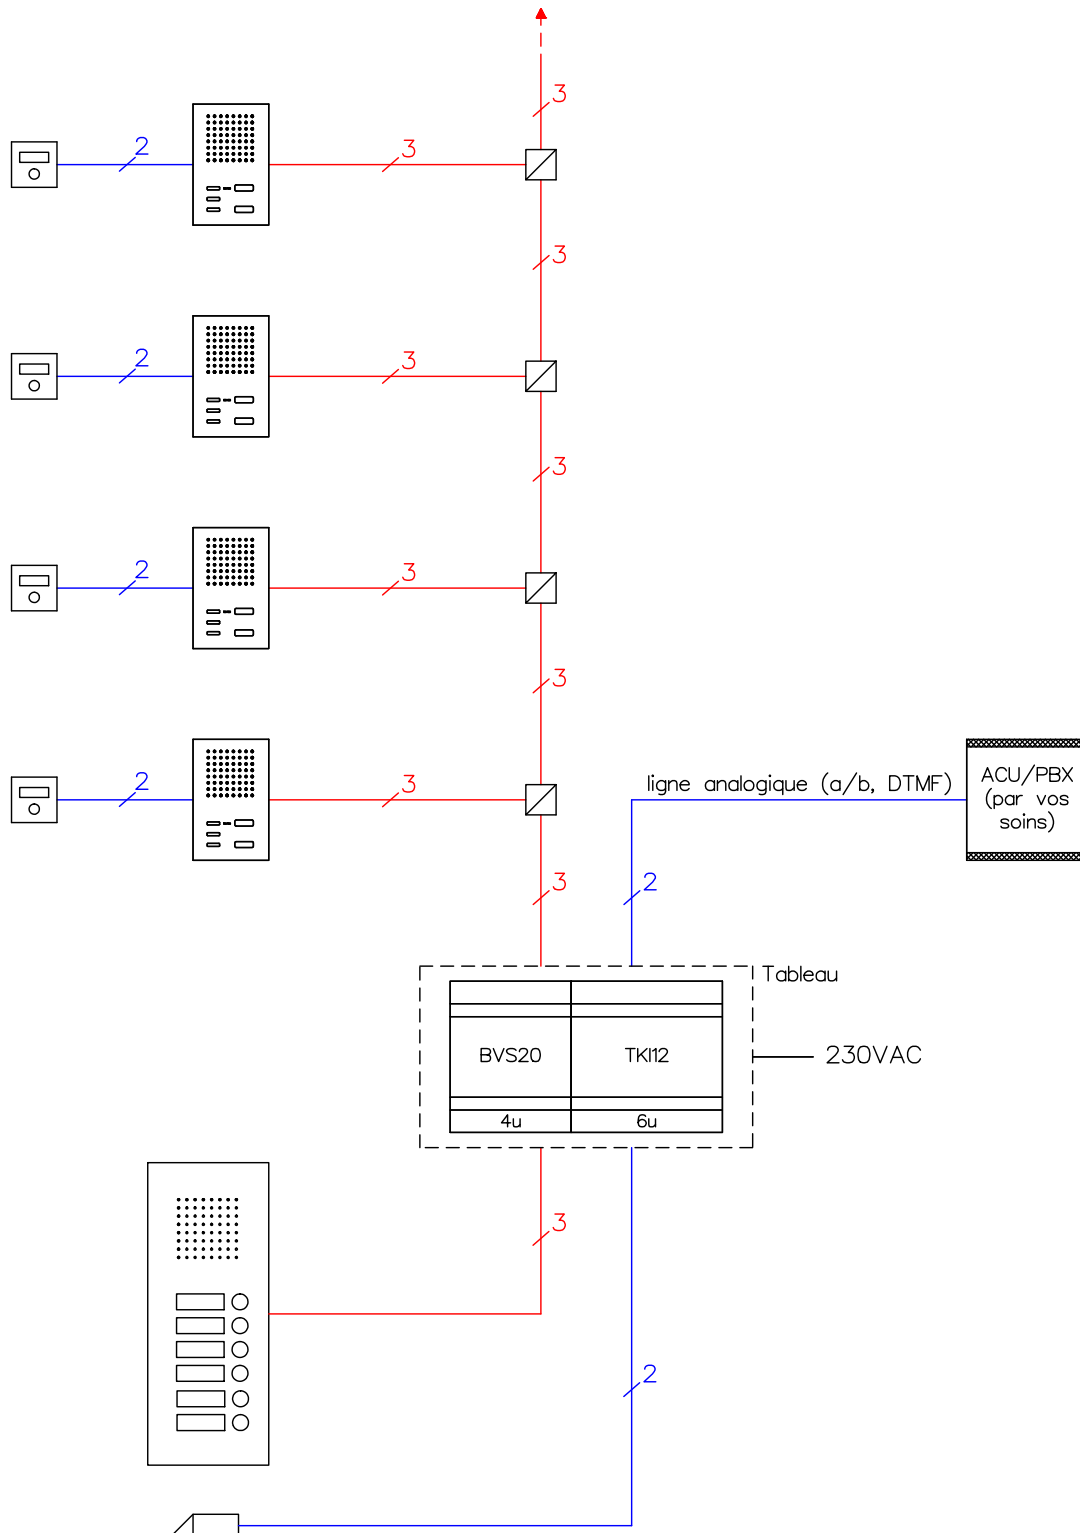 3
2
3
3
2
3
3
2
3
3
2
3
ligne analogique (a/b, DTMF)
ACU/PBX
(par vos
soins)
3
2
Tableau
BVS20
TKI12
230VAC
4u
6u
3
2